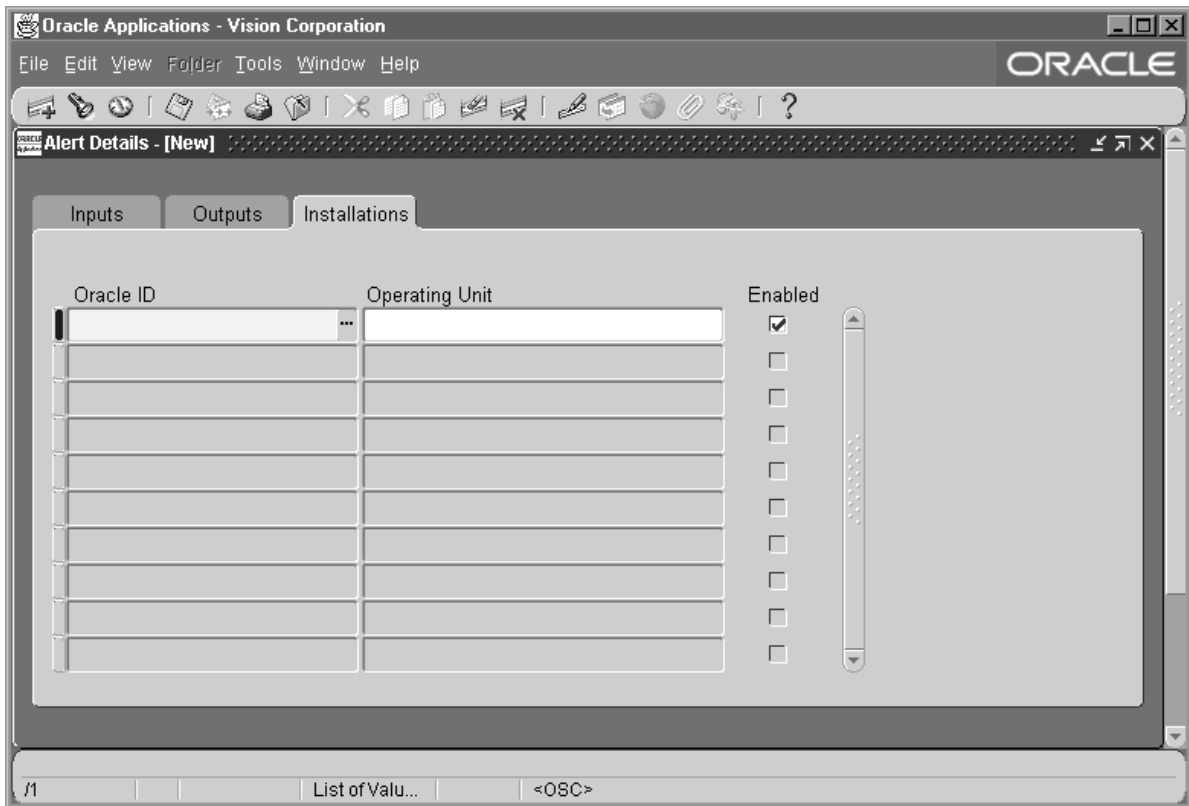 Oracle Applications - Vision Corporation
File Edit View Folder Tools Window Help
ORACLE
Alert Details - [New]
Inputs Outputs Installations
Oracle ID Operating Unit Enabled
/1 List of Valu... <OSC>